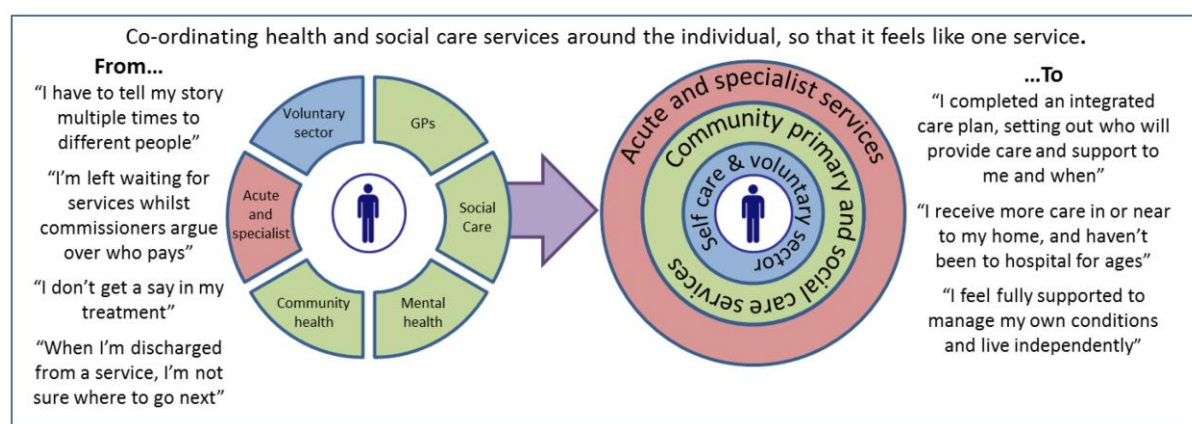 Co-ordinating health and social care services around the individual, so that it feels like one service.
From...
“I have to tell my story
multiple times to
different people”
“I’m left waiting for
services whilst
commissioners argue
over who pays”
“I don’t get a say in my
treatment”
“When I’m discharged
from a service, I’m not
sure where to go next”
Voluntary
sector
GPs
Acute
and
specialist
Social
Care
Community
health
Mental
health
Acute and specialist services
Community primary and social care services
Self care & voluntary sector
...To
“I completed an integrated
care plan, setting out who will
provide care and support to
me and when”
“I receive more care in or near
to my home, and haven’t
been to hospital for ages”
“I feel fully supported to
manage my own conditions
and live independently”